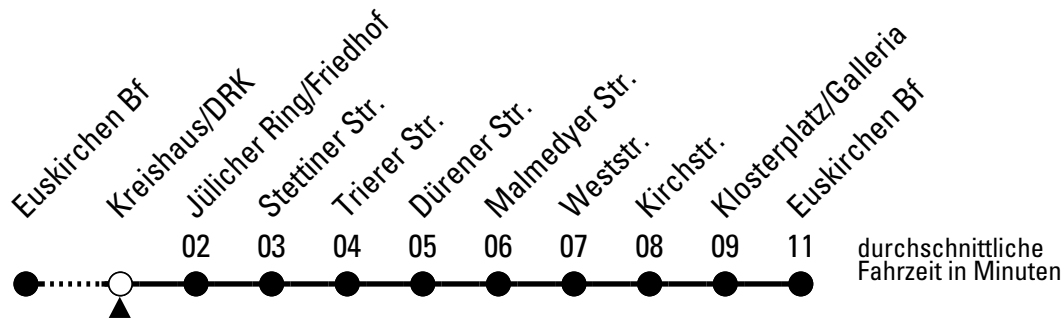 Euskirchen Bf
Kreishaus/DRK
Jülicher Ring/Friedhof
Stettiner Str.
Trierer Str.
Dürener Str.
Malmedyer Str.
Weststr.
Kirchstr.
Klosterplatz/Galleria
Euskirchen Bf
02 03 04 05 06 07 08 09 11
durchschnittliche
Fahrzeit in Minuten